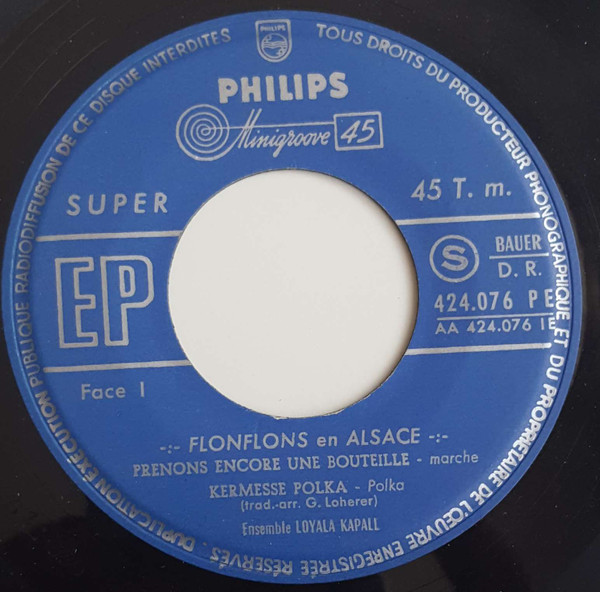 TOUS DROITS DU PRODUCTEUR PHONOGRAPHIQUE ET DU PROPRIÉTAIRE DE L'ŒUVRE ENREGISTRÉE RÉSERVÉS. DUPLICATION EXÉCUTION PUBLIQUE RADIODIFFUSION DE CE DISQUE INTERDITES
PHILIPS
PHILIPS
Minigroove 45
SUPER
45 T. m.
EP
S
BAUER
D. R.
424.076 PE
AA 424.076 1E
Face 1
-:- FLONFLONS en ALSACE -:-
PRENONS ENCORE UNE BOUTEILLE - marche
KERMESSE POLKA - Polka
(trad.-arr. G. Loherer)
Ensemble LOYALA KAPALL